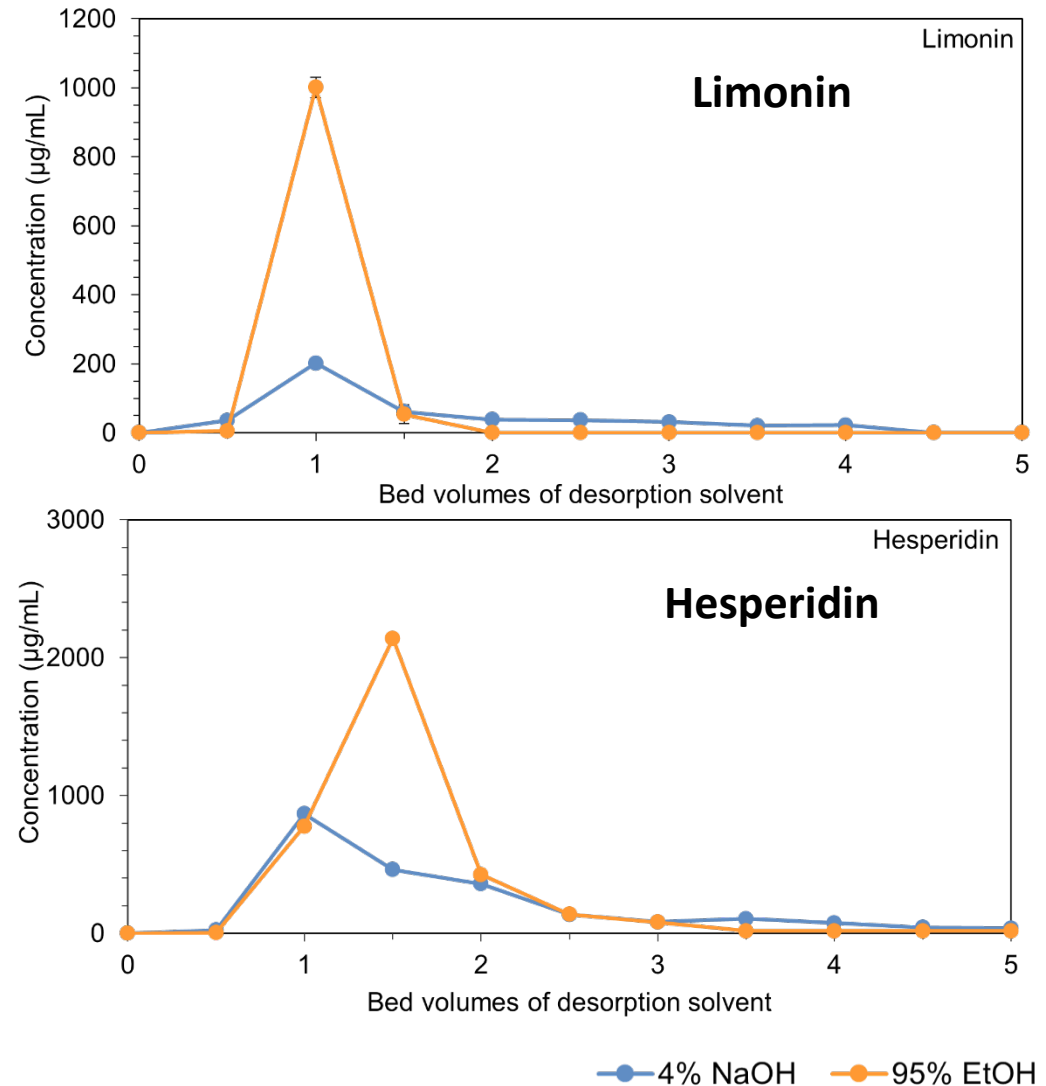 1200
Limonin
Limonin
1000
800
600
400
200
0
Concentration (µg/mL)
0 1 2 3 4 5
Bed volumes of desorption solvent
3000
Hesperidin
Hesperidin
2000
1000
0
Concentration (µg/mL)
0 1 2 3 4 5
Bed volumes of desorption solvent
4% NaOH 95% EtOH